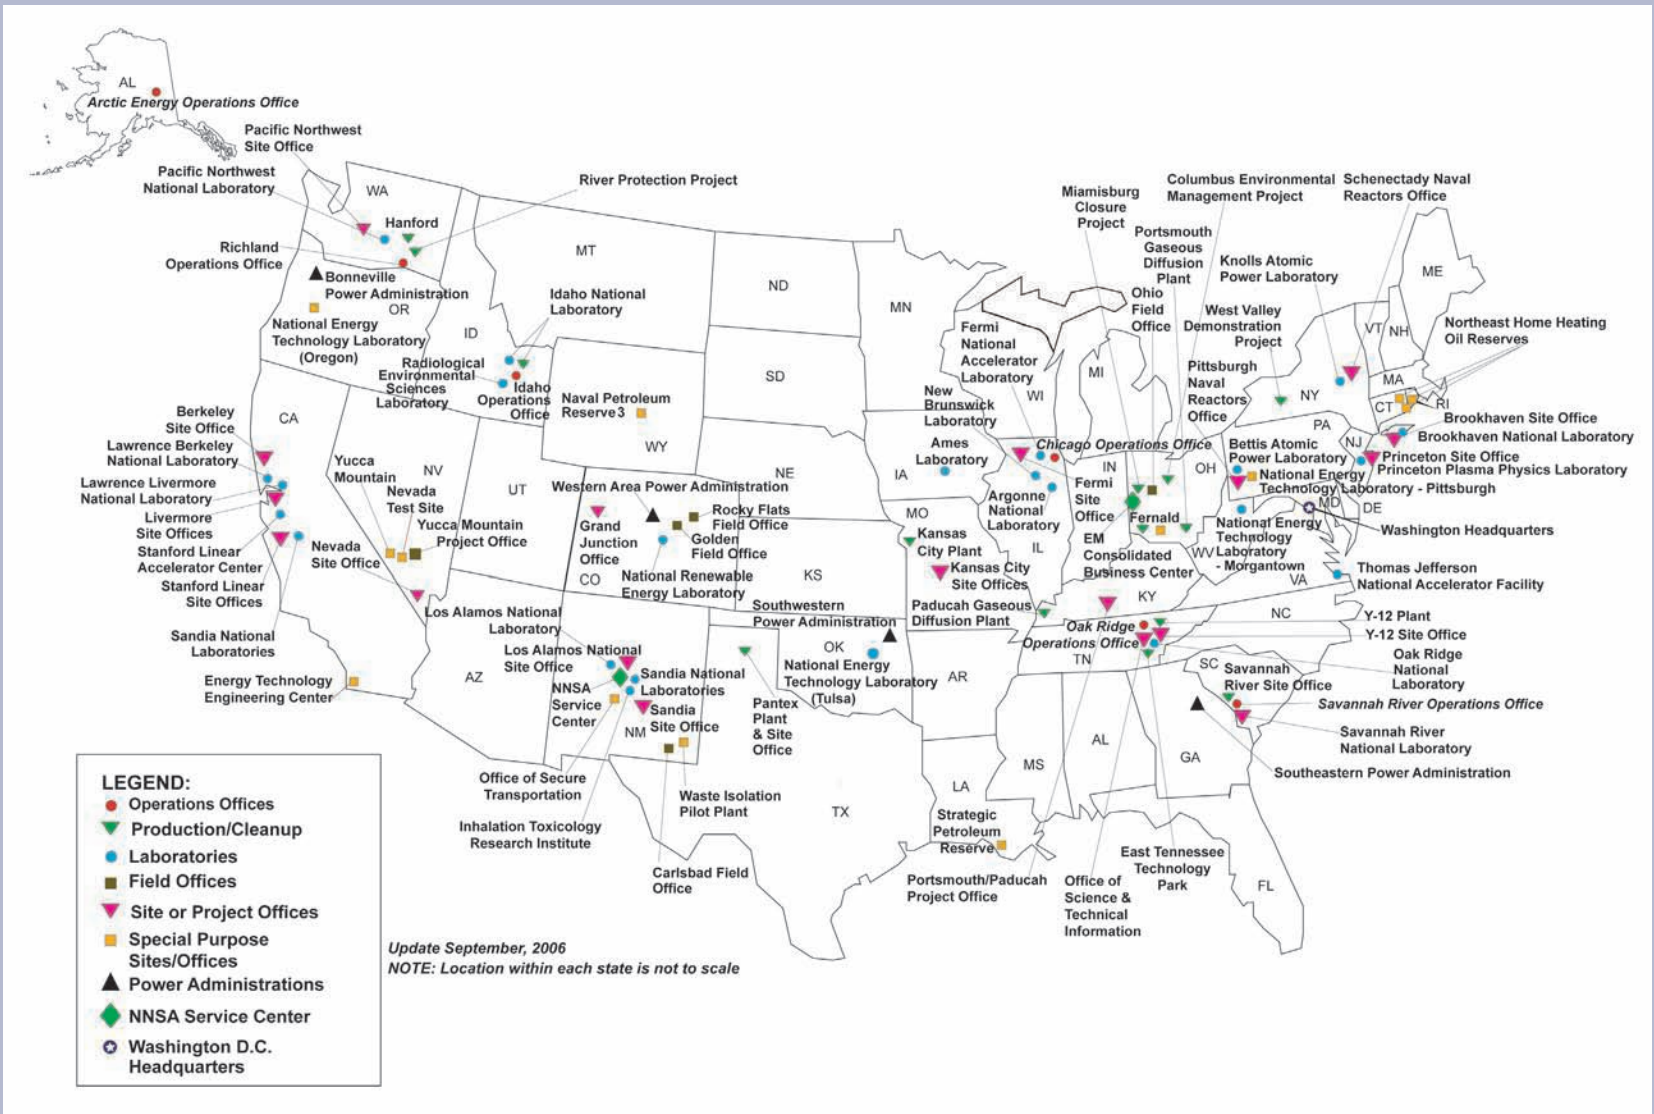 AL
Arctic Energy Operations Office
Pacific Northwest
Site Office
Pacific Northwest
National Laboratory
WA
Hanford
River Protection Project
Richland
Operations Office
Bonneville
Power Administration
OR
National Energy
Technology Laboratory
(Oregon)
MT
ID
Idaho National
Laboratory
Radiological
Environmental
Sciences
Laboratory
Idaho
Operations
Office
Naval Petroleum
Reserve3
WY
ND
SD
NE
KS
MN
IA
WI
MI
Miamisburg
Closure
Project
Columbus Environmental
Management Project
Schenectady Naval
Reactors Office
Portsmouth
Gaseous
Diffusion
Plant
Knolls Atomic
Power Laboratory
Ohio
Field
Office
West Valley
Demonstration
Project
ME
VT
NH
Northeast Home Heating
Oil Reserves
Fermi
National
Accelerator
Laboratory
Pittsburgh
Naval
Reactors
Office
NY
MA
CT
RI
New
Brunswick
Laboratory
Ames
Laboratory
Chicago Operations Office
PA
NJ
Brookhaven Site Office
Brookhaven National Laboratory
Princeton Site Office
Princeton Plasma Physics Laboratory
Bettis Atomic
Power Laboratory
National Energy
Technology Laboratory - Pittsburgh
MD
DE
Washington Headquarters
IN
OH
Fermi
Site
Office
Argonne
National
Laboratory
Fernald
EM
Consolidated
Business Center
National Energy
Technology
Laboratory
- Morgantown
WV
VA
Thomas Jefferson
National Accelerator Facility
Berkeley
Site Office
Lawrence Berkeley
National Laboratory
Lawrence Livermore
National Laboratory
Livermore
Site Offices
Stanford Linear
Accelerator Center
Stanford Linear
Site Offices
Sandia National
Laboratories
Energy Technology
Engineering Center
CA
NV
Yucca
Mountain
Nevada
Test Site
Yucca Mountain
Project Office
Nevada
Site Office
UT
Western Area Power Administration
Grand
Junction
Office
CO
Rocky Flats
Field Office
Golden
Field Office
National Renewable
Energy Laboratory
MO
Kansas
City Plant
Kansas City
Site Offices
IL
Paducah Gaseous
Diffusion Plant
KY
Oak Ridge
Operations Office
TN
NC
Y-12 Plant
Y-12 Site Office
Oak Ridge
National
Laboratory
Los Alamos National
Laboratory
Los Alamos National
Site Office
NNSA
Service
Center
Sandia National
Laboratories
Sandia
Site Office
NM
AZ
Southwestern
Power Administration
OK
National Energy
Technology Laboratory
(Tulsa)
AR
Pantex
Plant
& Site
Office
SC
Savannah
River Site Office
Savannah River Operations Office
Savannah River
National Laboratory
Southeastern Power Administration
GA
AL
MS
LA
TX
FL
Office of Secure
Transportation
Inhalation Toxicology
Research Institute
Waste Isolation
Pilot Plant
Carlsbad Field
Office
Strategic
Petroleum
Reserve
Portsmouth/Paducah
Project Office
Office of
Science &
Technical
Information
East Tennessee
Technology
Park
LEGEND:
Operations Offices
Production/Cleanup
Laboratories
Field Offices
Site or Project Offices
Special Purpose
Sites/Offices
Power Administrations
NNSA Service Center
Washington D.C.
Headquarters
Update September, 2006
NOTE: Location within each state is not to scale